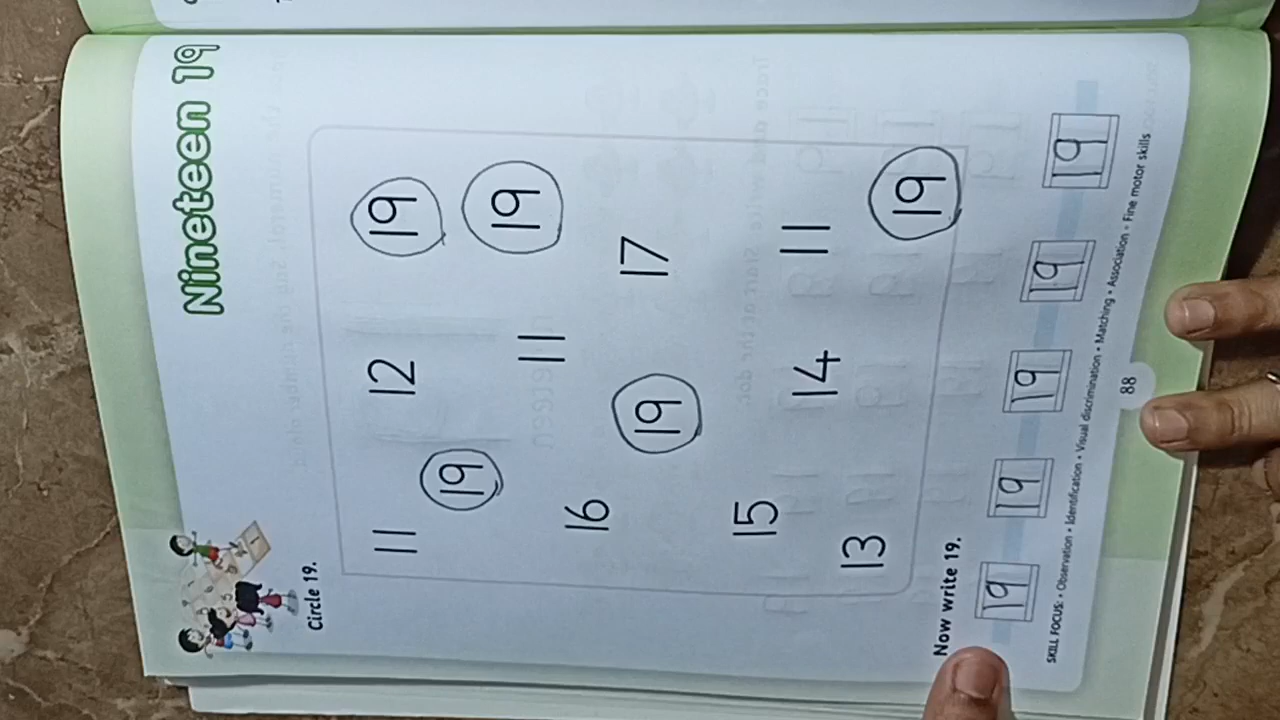 Nineteen 19
Circle 19.
11 12 19
19
11 19
16 19 17
15 14 11
13 19
Now write 19.
19 19 19 19 19
SKILL FOCUS: • Observation • Identification • Visual discrimination • Matching • Association • Fine motor skills
88